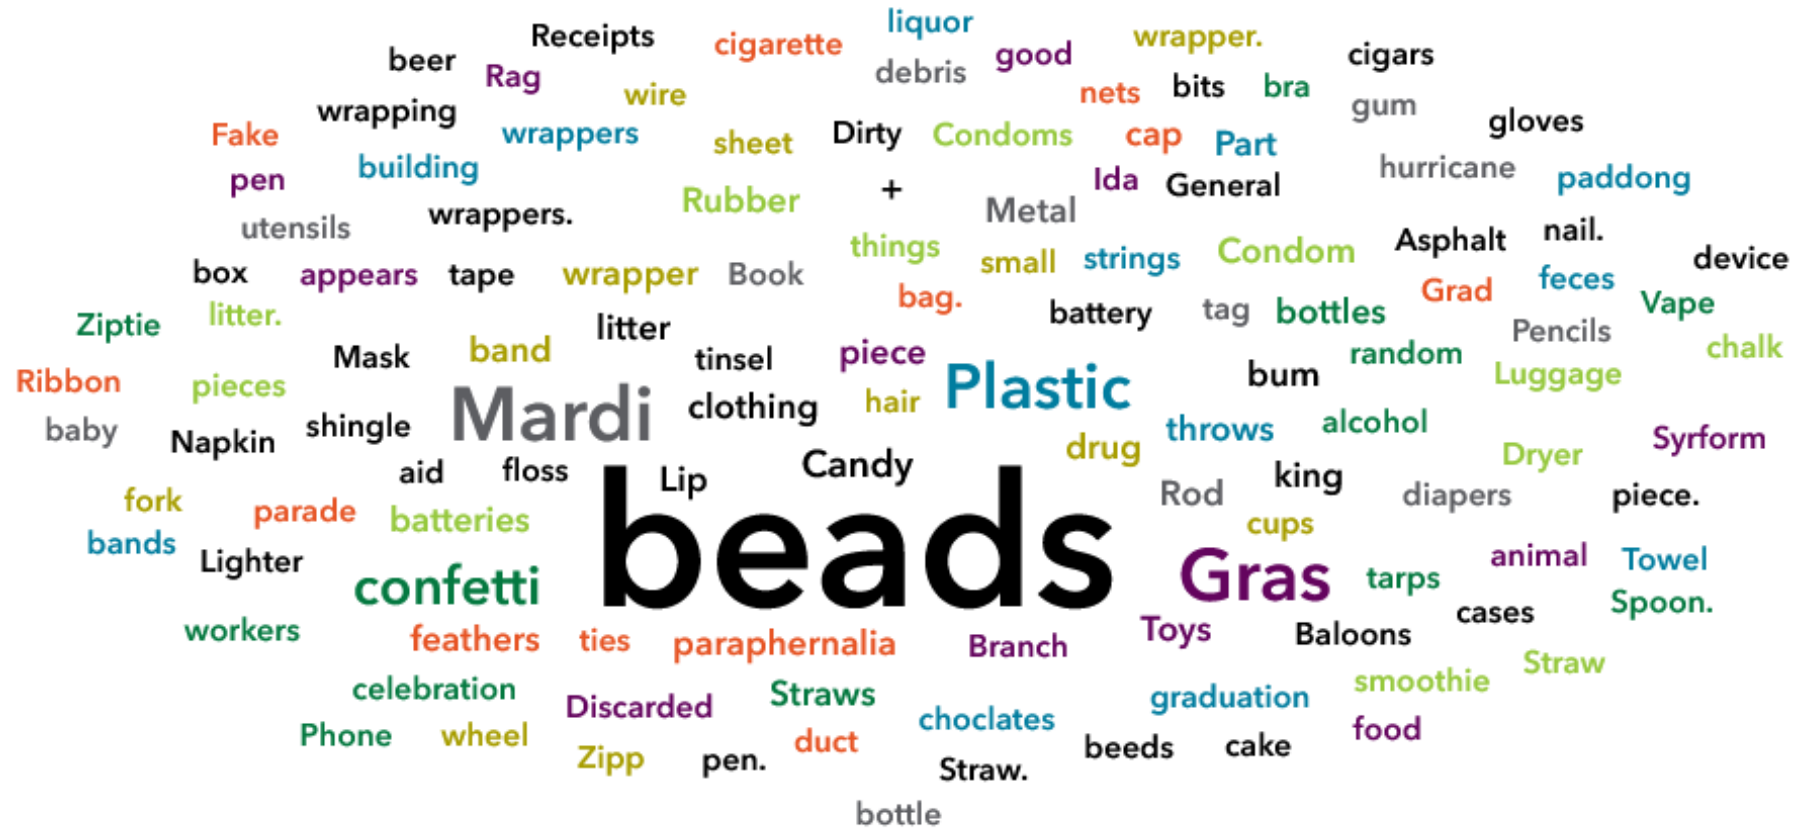 liquor
Receipts cigarette good wrapper. cigars
beer Rag debris
wire nets bits bra gum
wrapping gloves
Fake wrappers sheet Dirty Condoms cap Part
building hurricane
pen Ida General paddong
Rubber + Metal
utensils wrappers. Asphalt nail.
things small strings Condom device
box appears tape wrapper Book feces
bag. Grad Vape
Ziptie litter. litter battery tag bottles Pencils
Mask band tinsel piece random chalk
Ribbon pieces Plastic bum Luggage
Mardi clothing hair
baby Napkin shingle throws alcohol Syrform
drug Dryer
aid floss Lip Candy king
fork Rod diapers piece.
parade batteries cups
bands beads
Lighter animal Towel
confetti Gras tarps
cases Spoon.
workers feathers ties paraphernalia Branch Toys Baloons
Straw
celebration Straws smoothie
Discarded choclates graduation
Phone wheel duct food
Zipp pen. beeds cake
Straw.
bottle